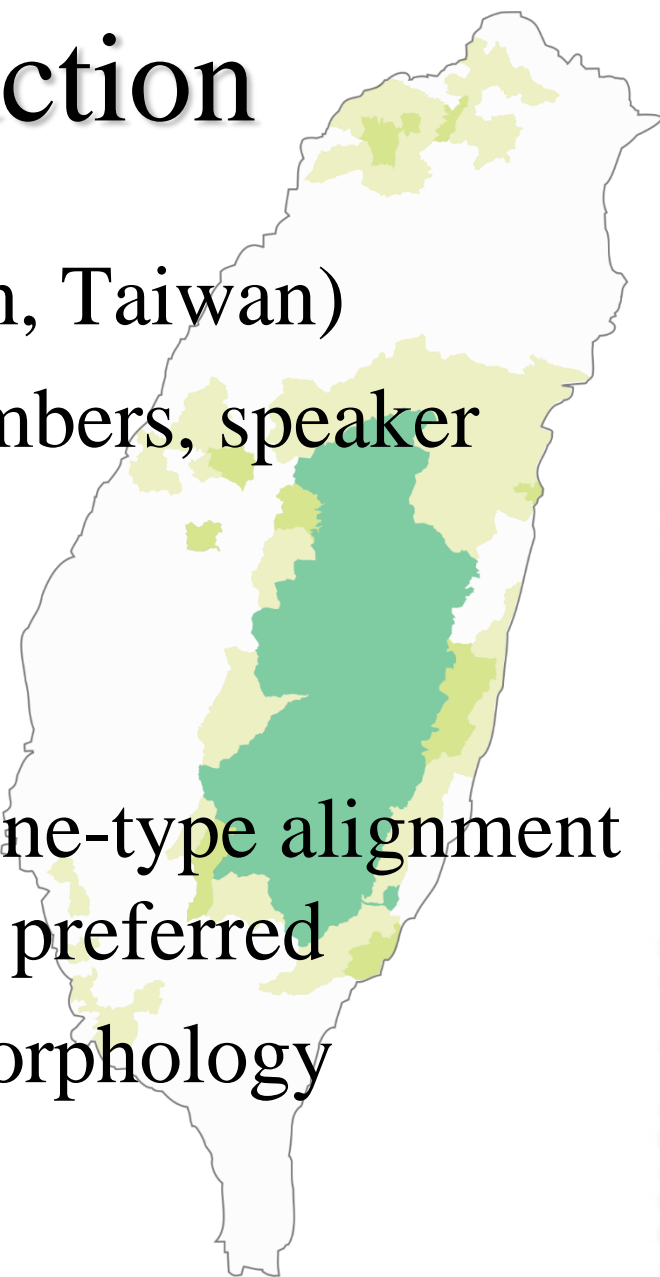 ction
n, Taiwan)
mbers, speaker
ne-type alignment
preferred
orphology